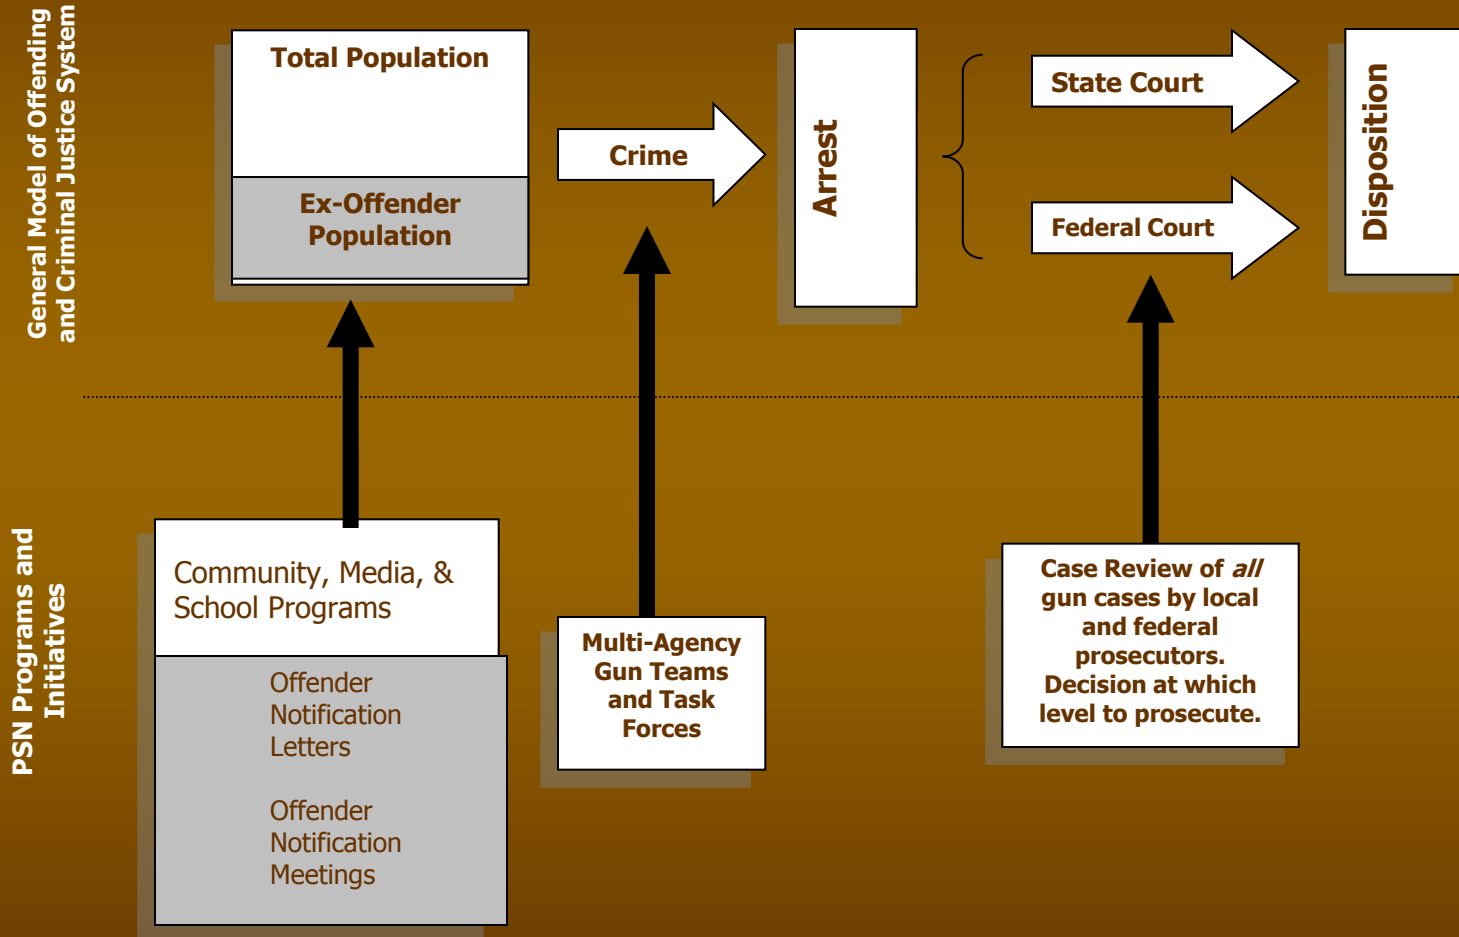 General Model of Offending
and Criminal Justice System
Total Population
Ex-Offender
Population
Crime
Arrest
State Court
Federal Court
Disposition
PSN Programs and
Initiatives
Community, Media, &
School Programs
Offender
Notification
Letters
Offender
Notification
Meetings
Multi-Agency
Gun Teams
and Task
Forces
Case Review of all
gun cases by local
and federal
prosecutors.
Decision at which
level to prosecute.